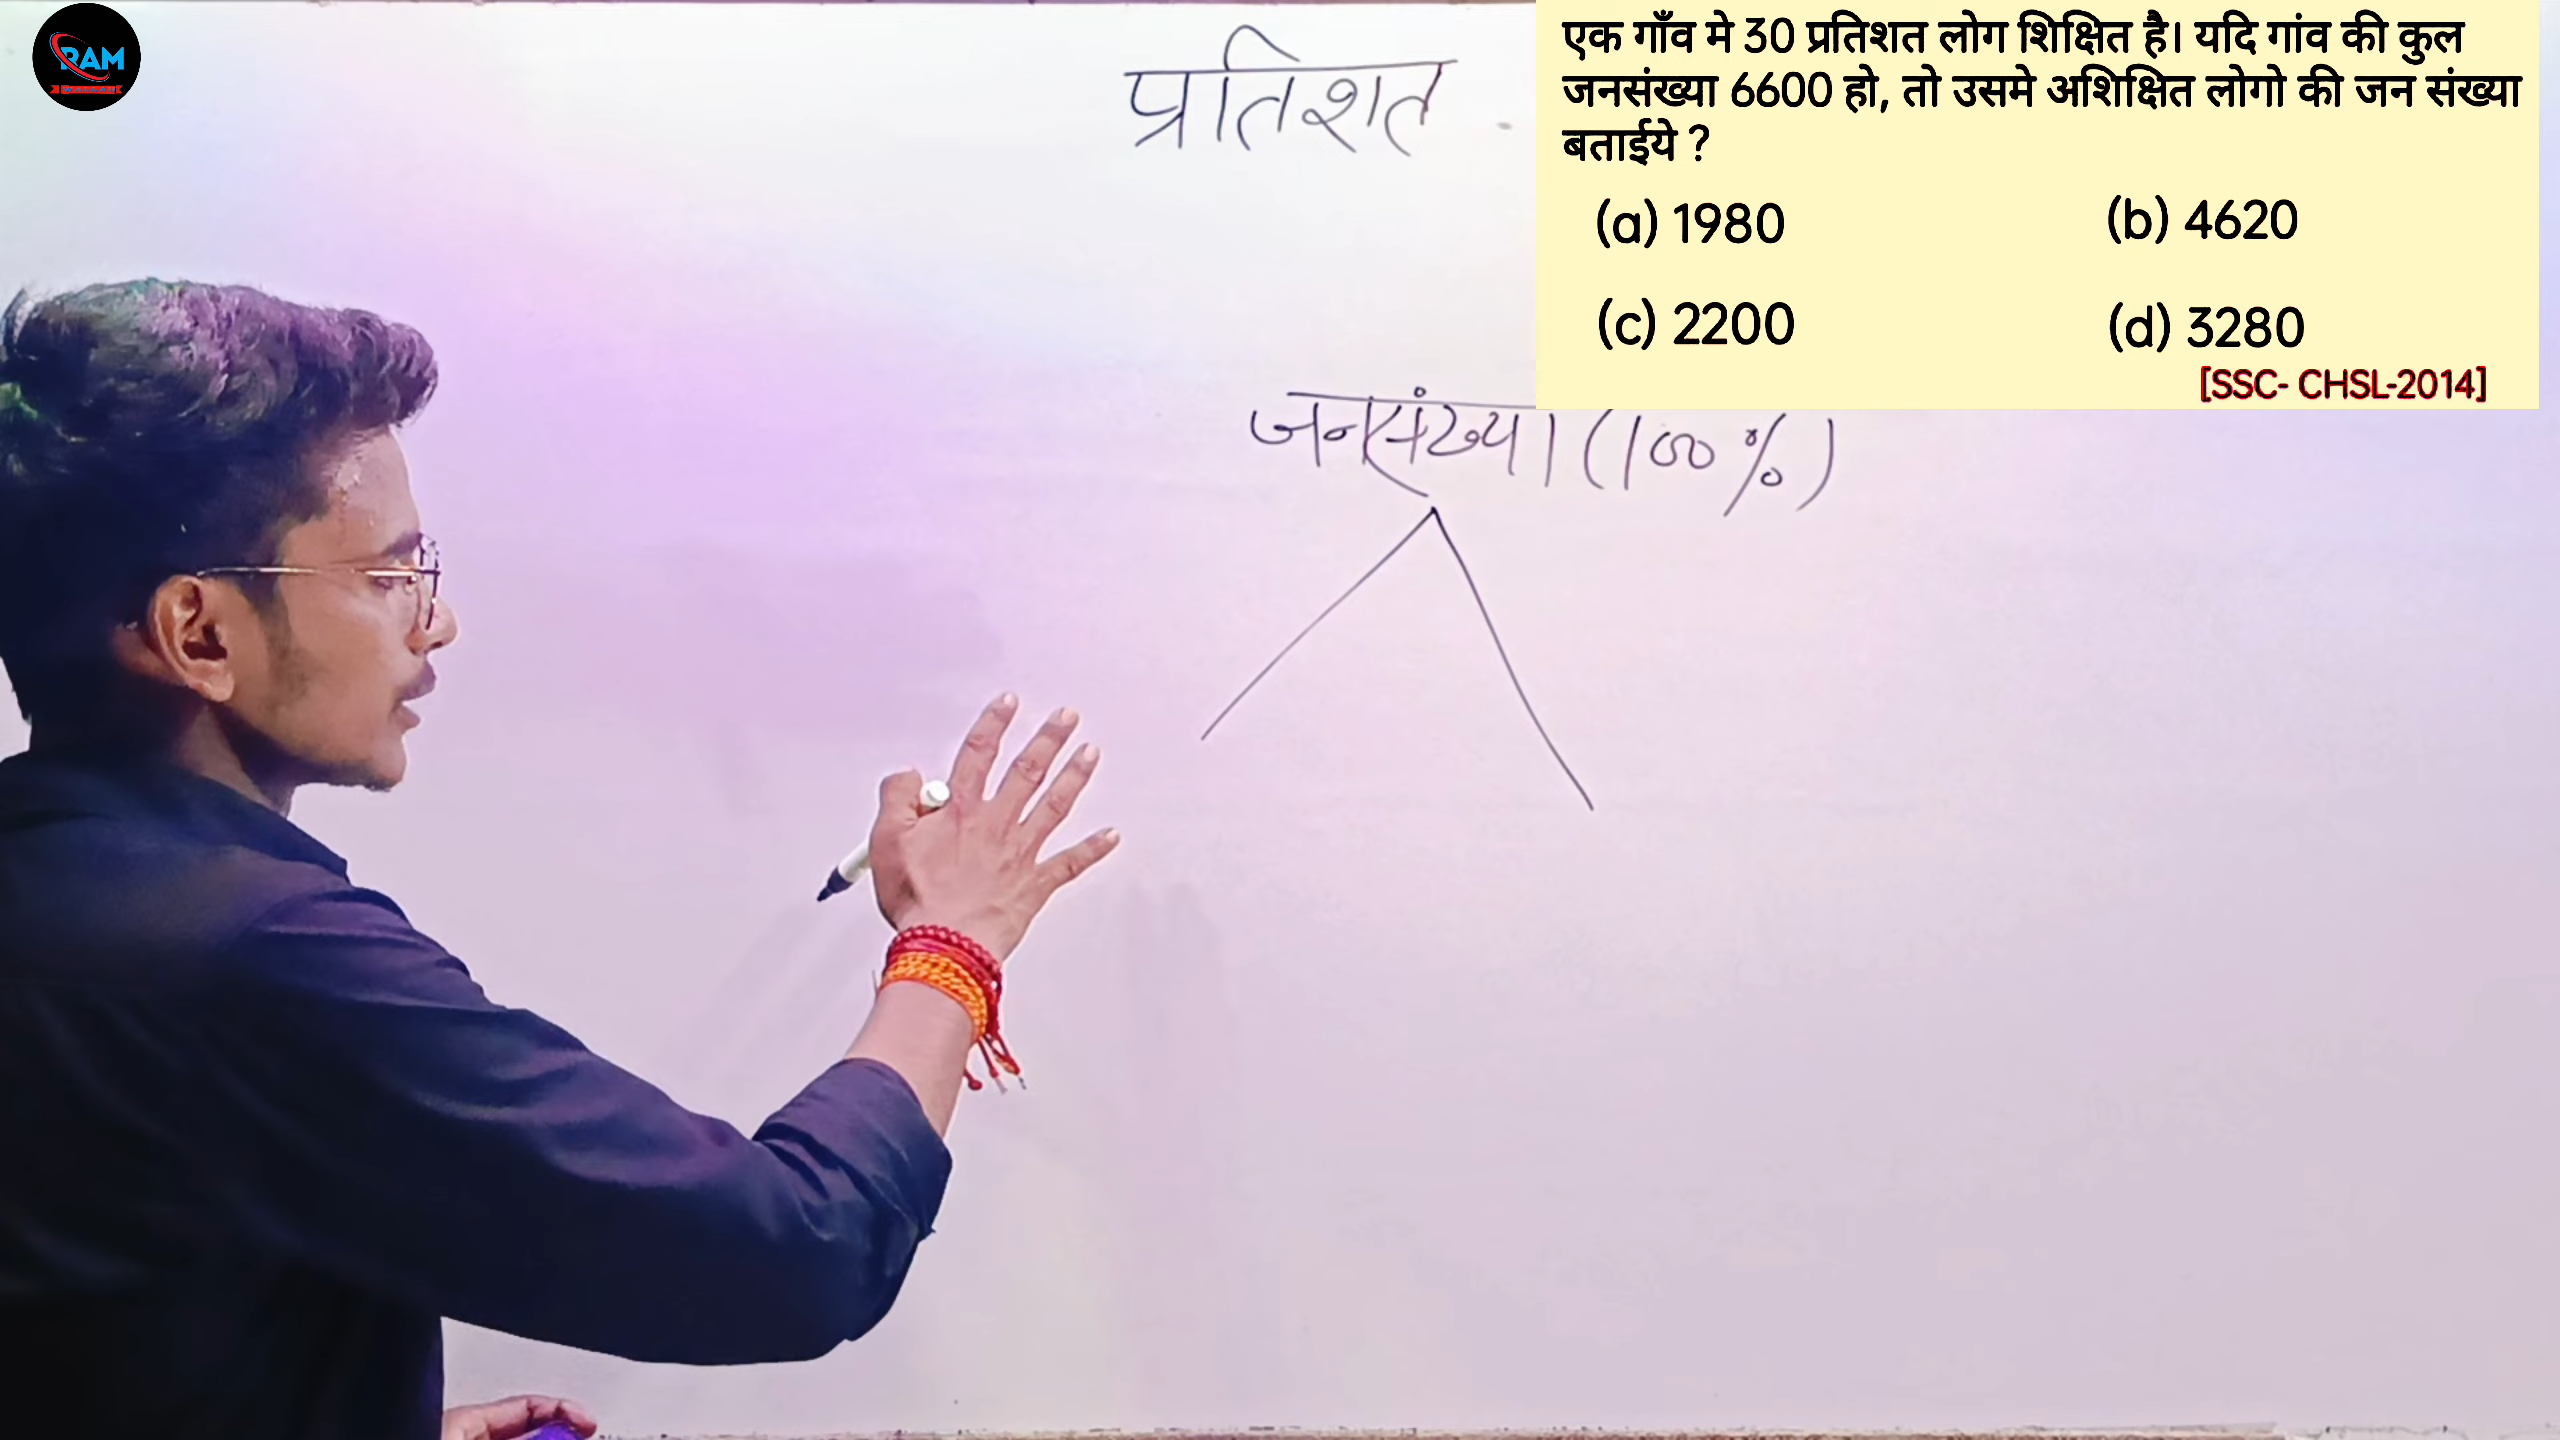 RAM
प्रतिशत
एक गाँव मे 30 प्रतिशत लोग शिक्षित है। यदि गांव की कुल
जनसंख्या 6600 हो, तो उसमे अशिक्षित लोगो की जन संख्या
बताईये ?
(a) 1980 (b) 4620
(c) 2200 (d) 3280
[SSC- CHSL-2014]
जनसंख्या (100%)